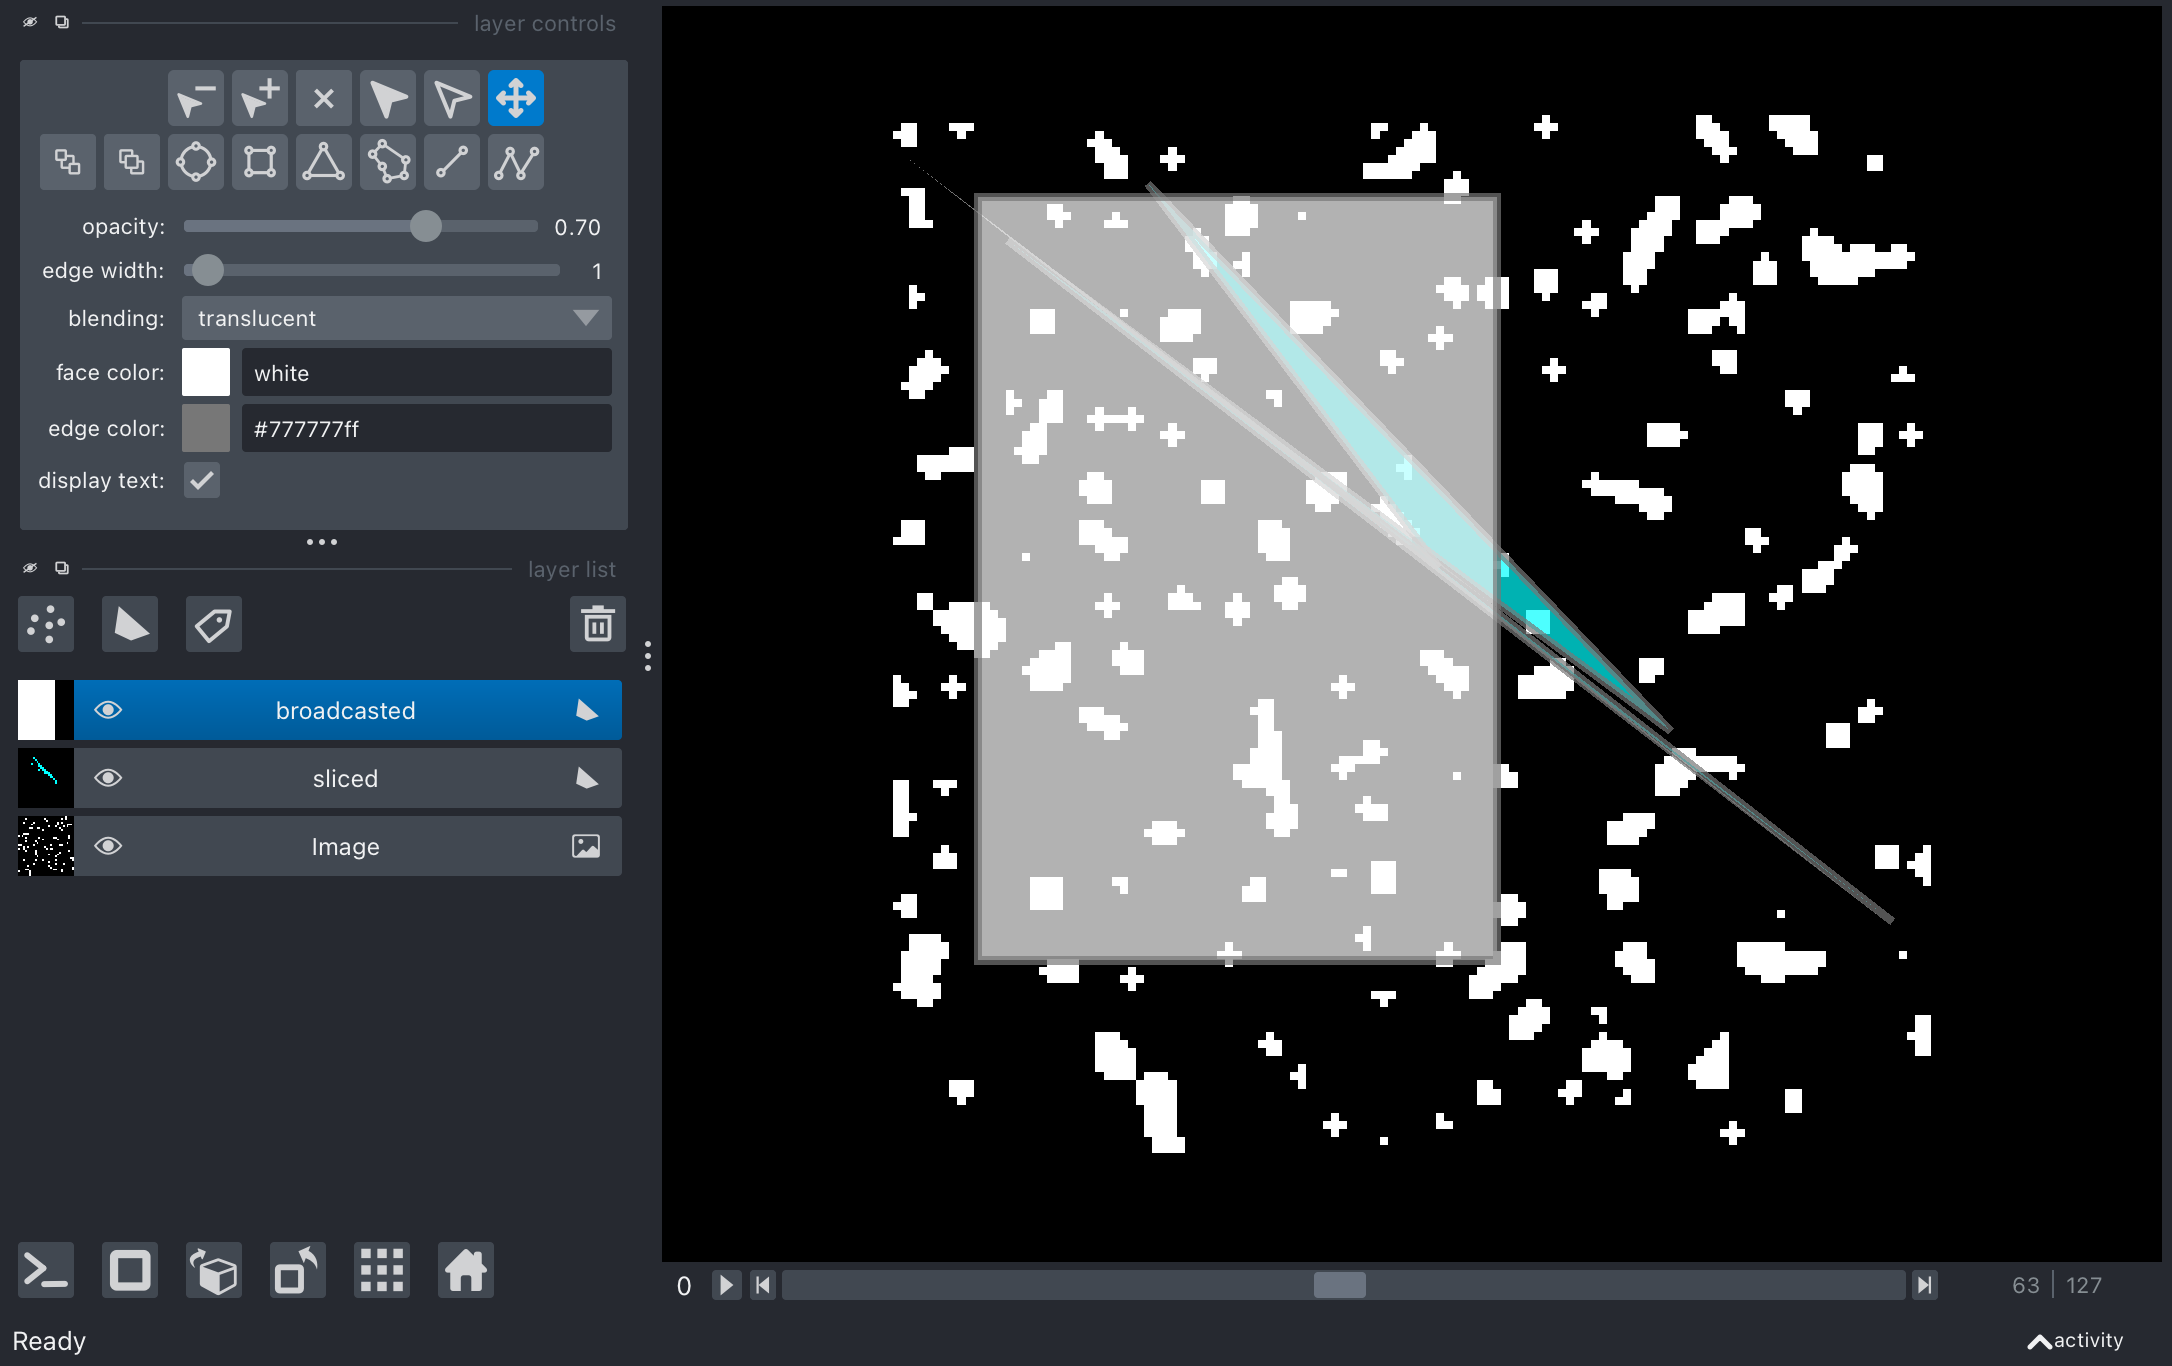 layer controls
opacity: 0.70
edge width: 1
blending: translucent
face color: white
edge color: #777777ff
display text:
layer list
broadcasted
sliced
Image
0 63 127
Ready activity